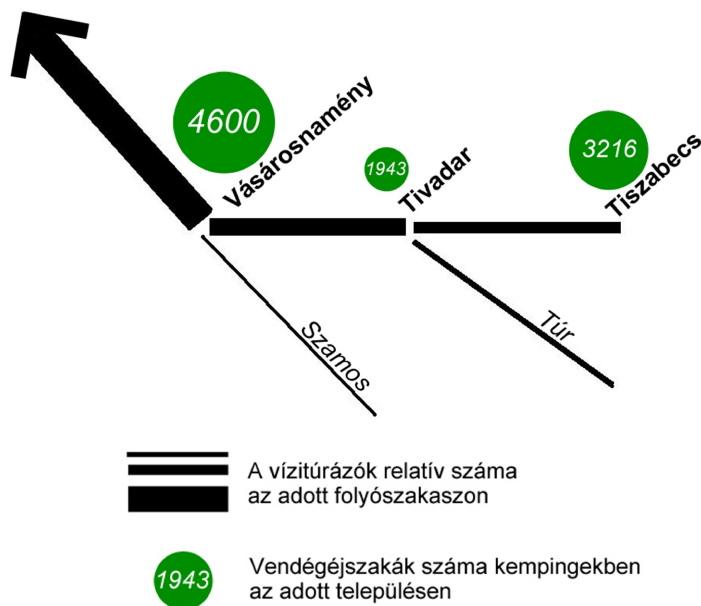 4600
Vásárosnamény
1943
Tivadar
3216
Tiszabecs
Szamos
Túr
A vízitúrázók relatív száma
az adott folyószakaszon
1943
Vendégéjszakák száma kempingekben
az adott településen